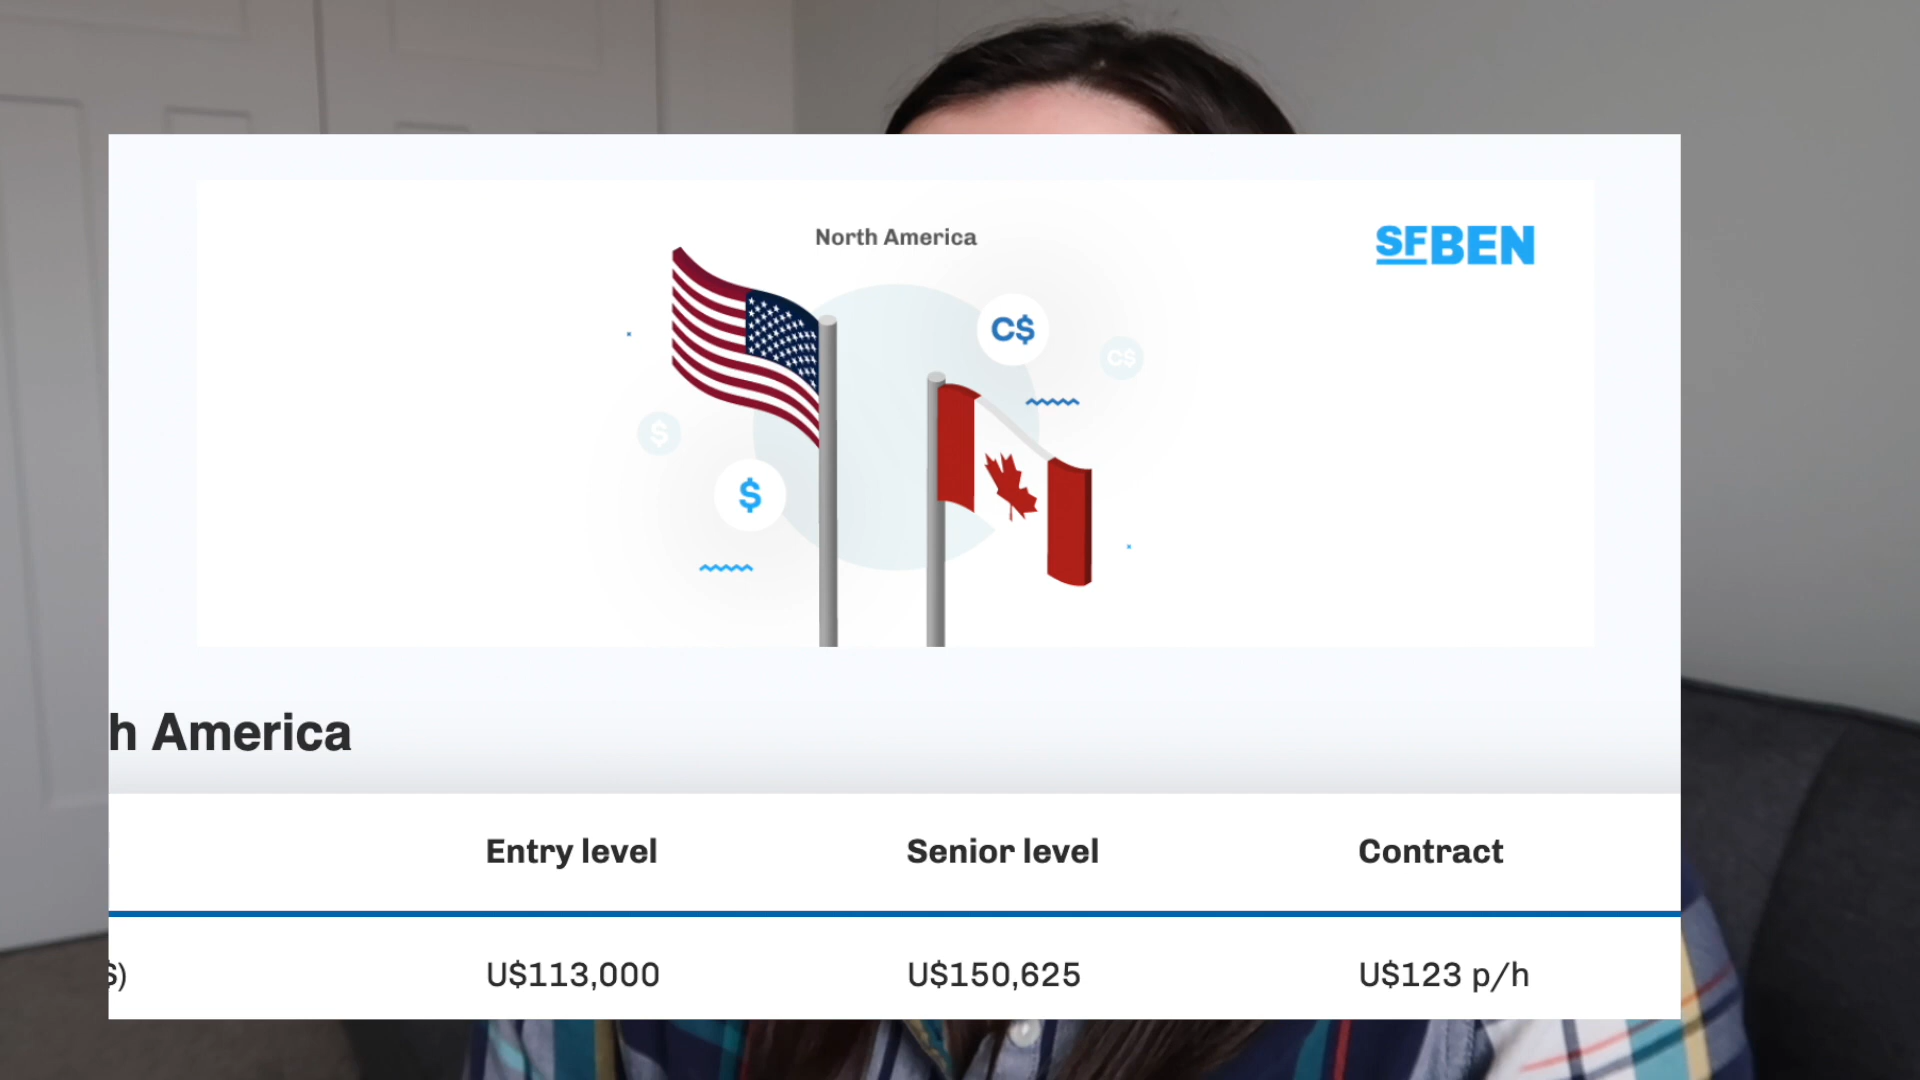 North America
SFBEN
C$
C$
$
$
h America
Entry level Senior level Contract
$) U$113,000 U$150,625 U$123 p/h